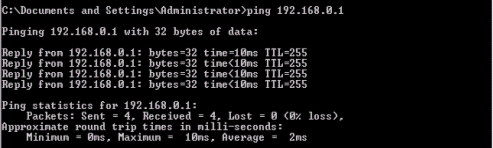 C:\Documents and Settings\Administrator>ping 192.168.0.1
Pinging 192.168.0.1 with 32 bytes of data:
Reply from 192.168.0.1: bytes=32 time=10ms TTL=255
Reply from 192.168.0.1: bytes=32 time<10ms TTL=255
Reply from 192.168.0.1: bytes=32 time<10ms TTL=255
Reply from 192.168.0.1: bytes=32 time<10ms TTL=255
Ping statistics for 192.168.0.1:
Packets: Sent = 4, Received = 4, Lost = 0 (0% loss),
Approximate round trip times in milli-seconds:
Minimum = 0ms, Maximum =  10ms, Average =  2ms